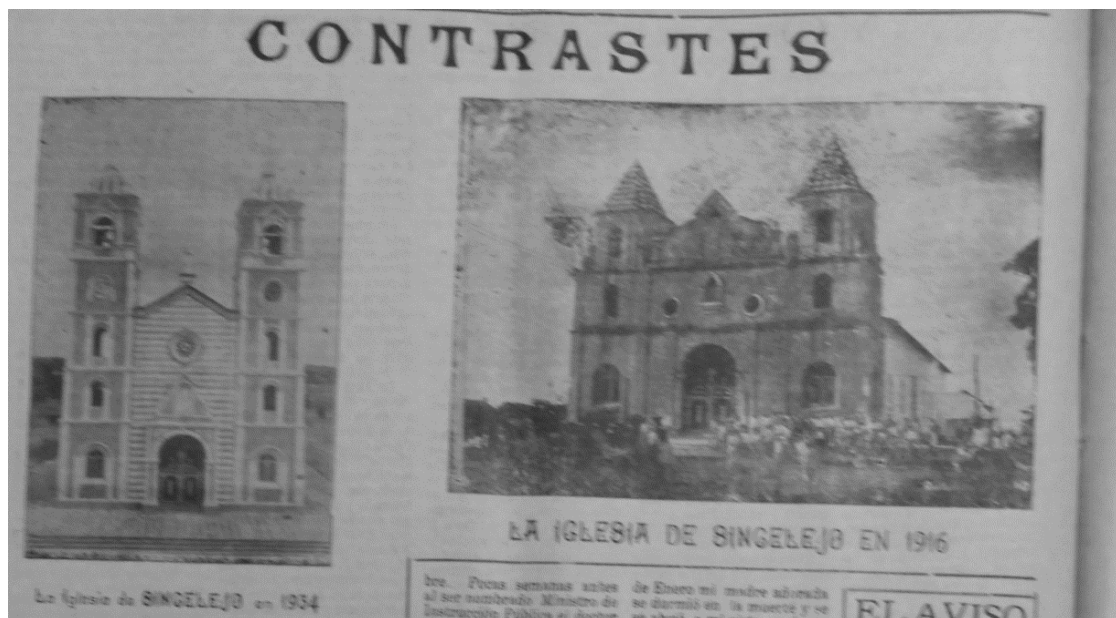 CONTRASTES
La Iglesia de SINCELEJO en 1934
LA IGLESIA DE SINCELEJO EN 1916
bre. Pocas semanas antes
al ser nombrado Ministro de
Instrucción Pública el doctor
de Enero mi madre adorada
se durmió en la muerte y se
EL AVISO